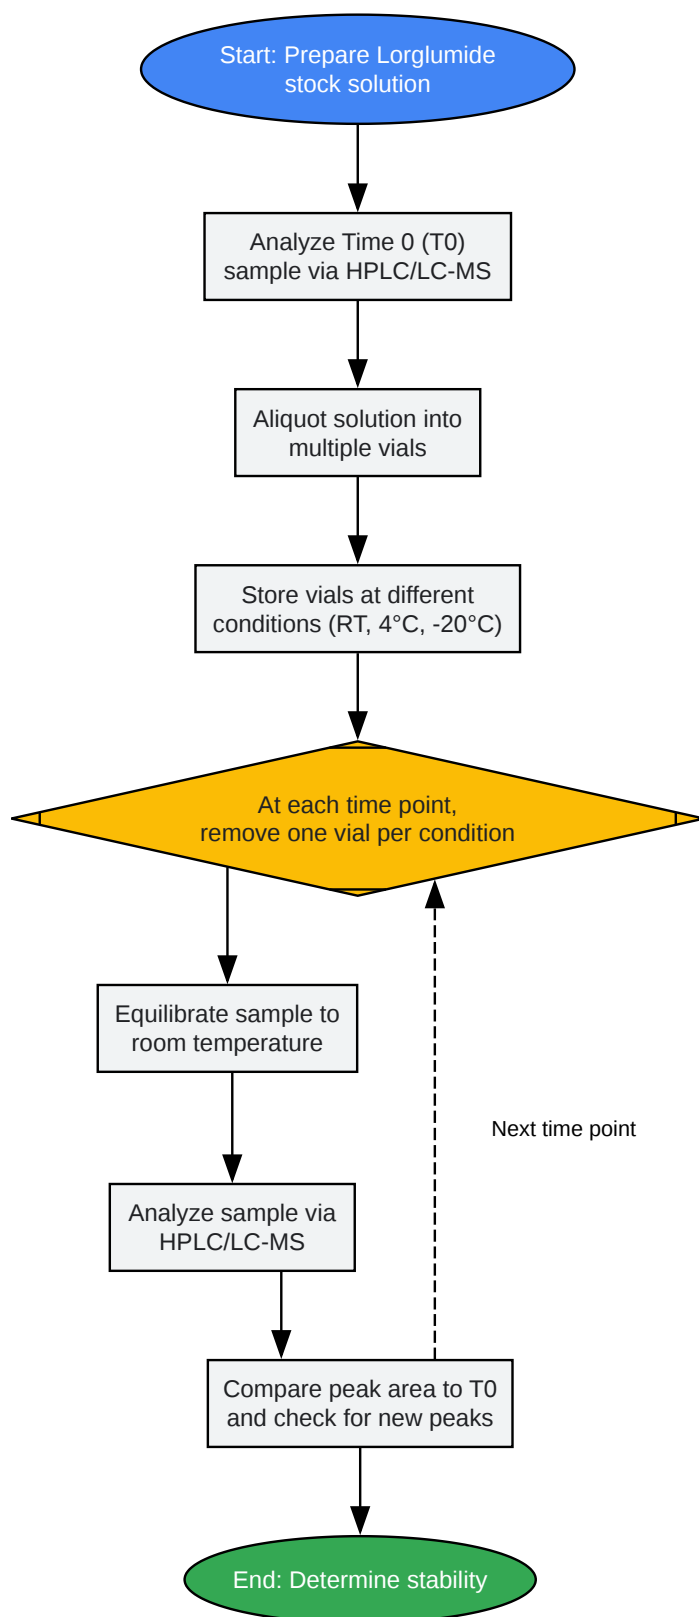 Start: Prepare Lorglumide
stock solution
Analyze Time 0 (T0)
sample via HPLC/LC-MS
Aliquot solution into
multiple vials
Store vials at different
conditions (RT, 4°C, -20°C)
At each time point,
remove one vial per condition
Equilibrate sample to
room temperature
Next time point
Analyze sample via
HPLC/LC-MS
Compare peak area to T0
and check for new peaks
End: Determine stability